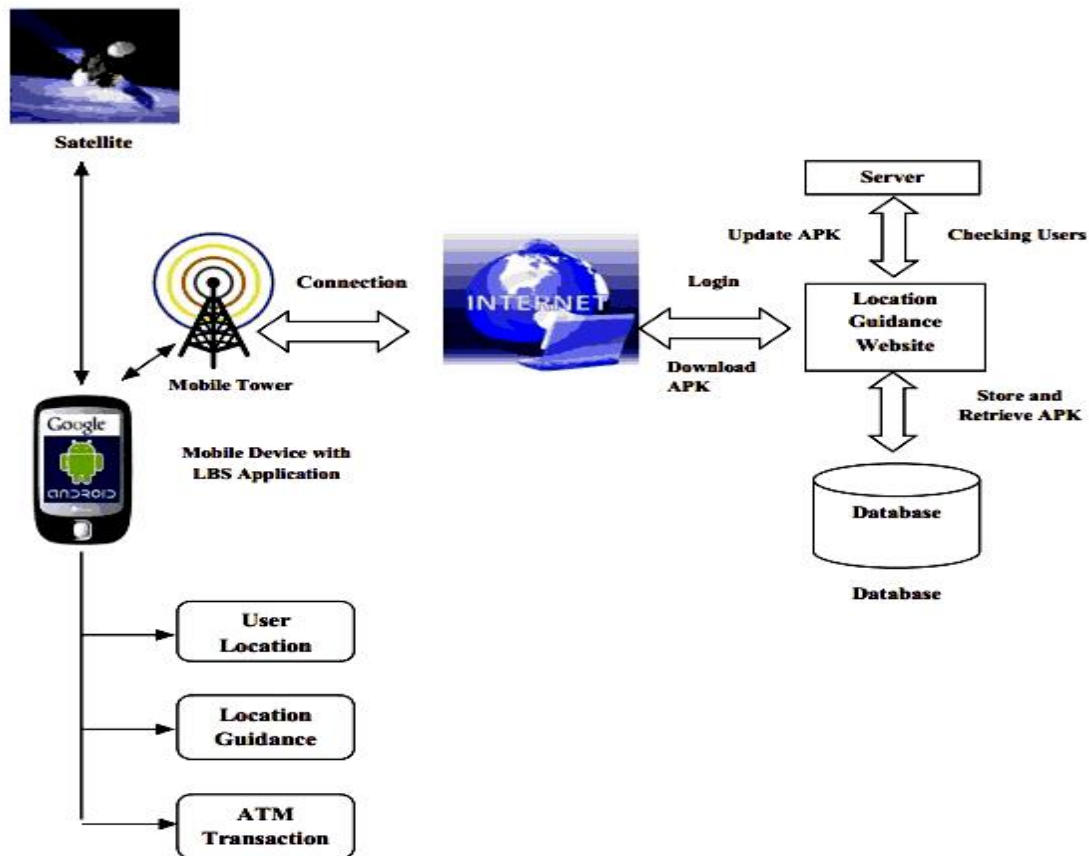 Satellite
Server
Update APK
Checking Users
Connection
INTERNET
Login
Location
Guidance
Website
Mobile Tower
Download
APK
Store and
Retrieve APK
Google
ANDROID
Mobile Device with
LBS Application
Database
Database
User
Location
Location
Guidance
ATM
Transaction